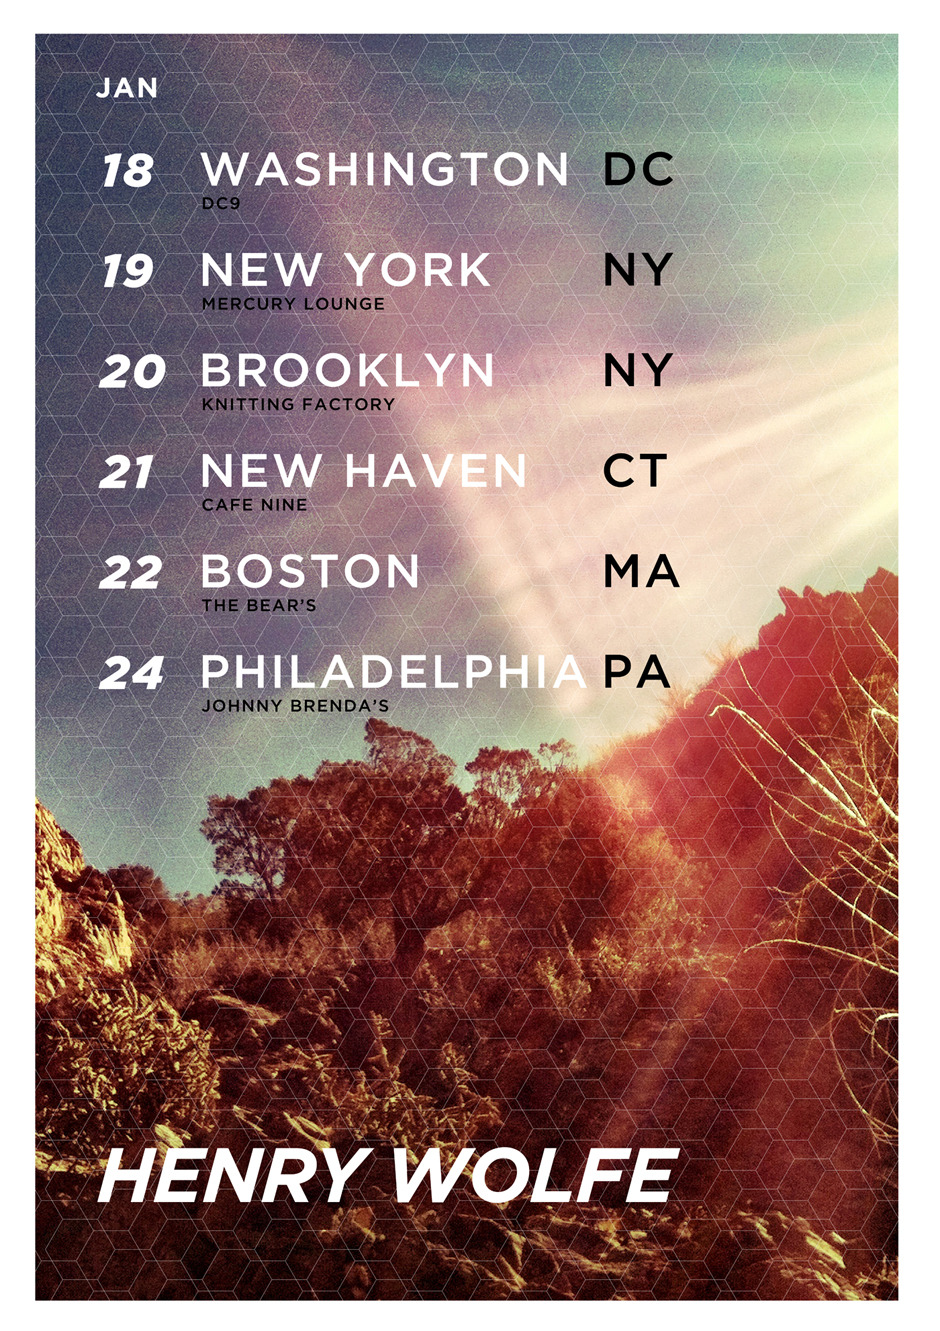 JAN
18 WASHINGTON DC
DC9
19 NEW YORK NY
MERCURY LOUNGE
20 BROOKLYN NY
KNITTING FACTORY
21 NEW HAVEN CT
CAFE NINE
22 BOSTON MA
THE BEAR'S
24 PHILADELPHIA PA
JOHNNY BRENDA'S
HENRY WOLFE